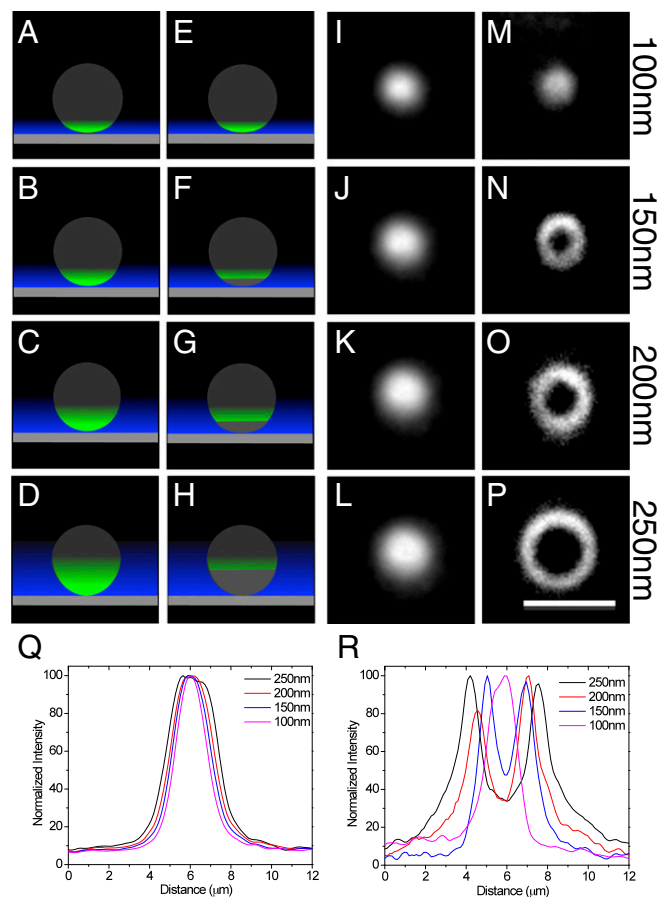 A E I M 100nm
B F J N 150nm
C G K O 200nm
D H L P 250nm
Q
100
80
60
40
20
0
Normalized Intensity
250nm
200nm
150nm
100nm
0 2 4 6 8 10 12
Distance (μm)
R
100
80
60
40
20
0
Normalized Intensity
250nm
200nm
150nm
100nm
0 2 4 6 8 10 12
Distance (μm)